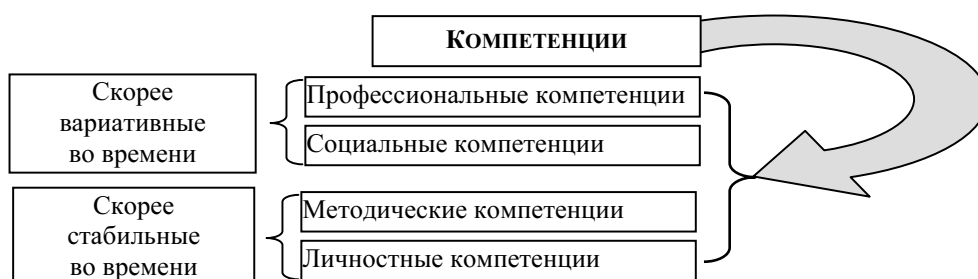 КОМПЕТЕНЦИИ
Скорее
вариативные
во времени
Профессиональные компетенции
Социальные компетенции
Скорее
стабильные
во времени
Методические компетенции
Личностные компетенции